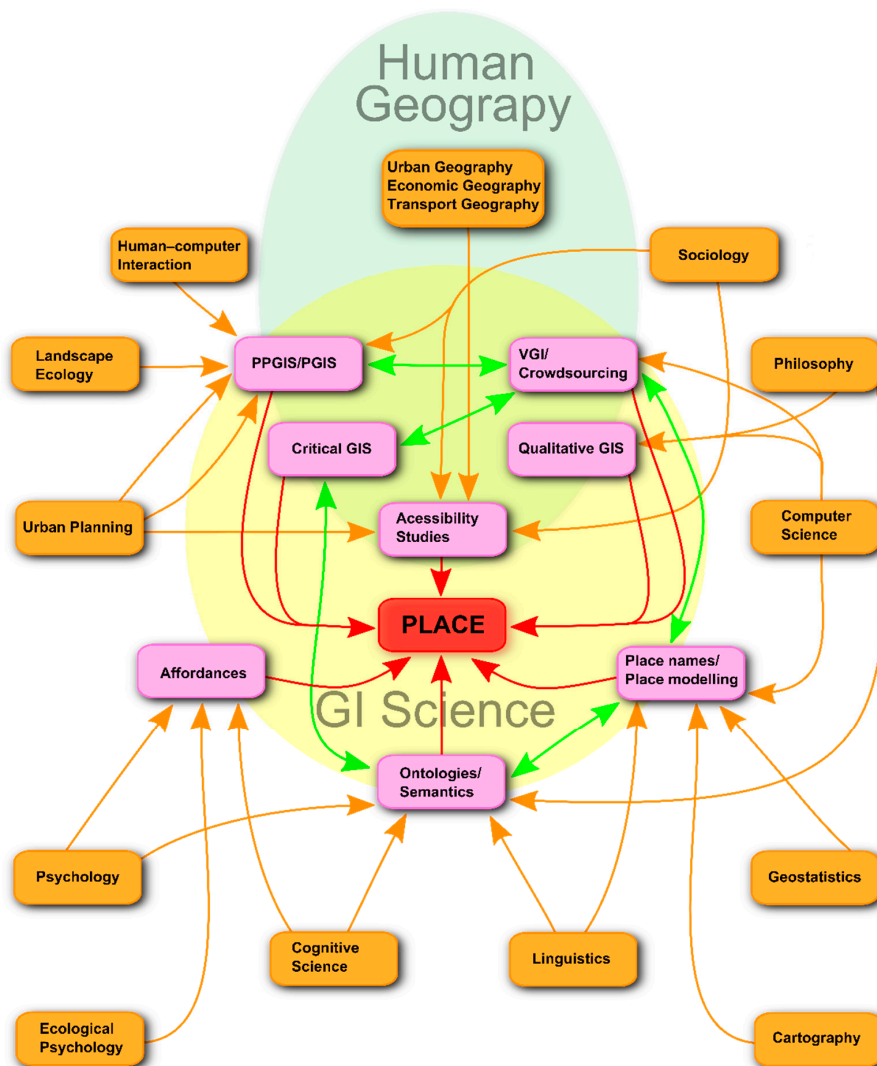 Human
Geograpy
Urban Geography
Economic Geography
Transport Geography
Human–computer
Interaction
Sociology
Landscape
Ecology
PPGIS/PGIS
VGI/
Crowdsourcing
Philosophy
Critical GIS
Qualitative GIS
Urban Planning
Acessibility
Studies
Computer
Science
PLACE
Affordances
Place names/
Place modelling
GI Science
Ontologies/
Semantics
Psychology
Geostatistics
Cognitive
Science
Linguistics
Ecological
Psychology
Cartography